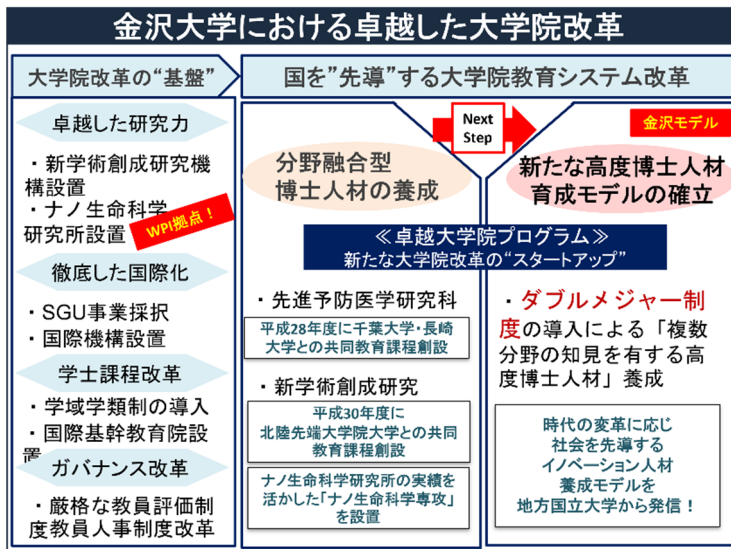 金沢大学における卓越した大学院改革
大学院改革の“基盤”
卓越した研究力
・新学術創成研究機
構設置
・ナノ生命科学
研究所設置
WPI拠点！
徹底した国際化
・SGU事業採択
・国際機構設置
学士課程改革
・学域学類制の導入
・国際基幹教育院設
置
ガバナンス改革
・厳格な教員評価制
度教員人事制度改革
国を”先導”する大学院教育システム改革
Next
Step
金沢モデル
分野融合型
博士人材の養成
新たな高度博士人材
育成モデルの確立
≪卓越大学院プログラム≫
新たな大学院改革の“スタートアップ”
・先進予防医学研究科
平成28年度に千葉大学・長崎
大学との共同教育課程創設
・新学術創成研究
平成30年度に
北陸先端大学院大学との共同
教育課程創設
ナノ生命科学研究所の実績を
活かした「ナノ生命科学専攻」
を設置
・ダブルメジャー制
度の導入による「複数
分野の知見を有する高
度博士人材」養成
時代の変革に応じ
社会を先導する
イノベーション人材
養成モデルを
地方国立大学から発信！